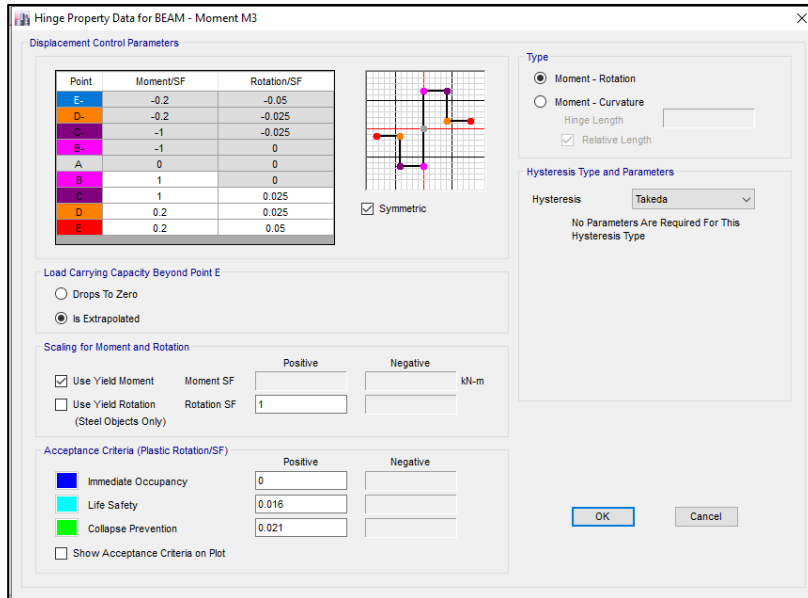 Hinge Property Data for BEAM - Moment M3
Displacement Control Parameters
Point Moment/SF Rotation/SF
E- -0.2 -0.05
D- -0.2 -0.025
C- -1 -0.025
B- -1 0
A 0 0
B 1 0
C 1 0.025
D 0.2 0.025
E 0.2 0.05
Symmetric
Load Carrying Capacity Beyond Point E
Drops To Zero
Is Extrapolated
Scaling for Moment and Rotation
Positive Negative
Use Yield Moment Moment SF kN-m
Use Yield Rotation Rotation SF 1
(Steel Objects Only)
Acceptance Criteria (Plastic Rotation/SF)
Positive Negative
Immediate Occupancy 0
Life Safety 0.016
Collapse Prevention 0.021
Show Acceptance Criteria on Plot
Type
Moment - Rotation
Moment - Curvature
Hinge Length
Relative Length
Hysteresis Type and Parameters
Hysteresis Takeda
No Parameters Are Required For This
Hysteresis Type
OK Cancel